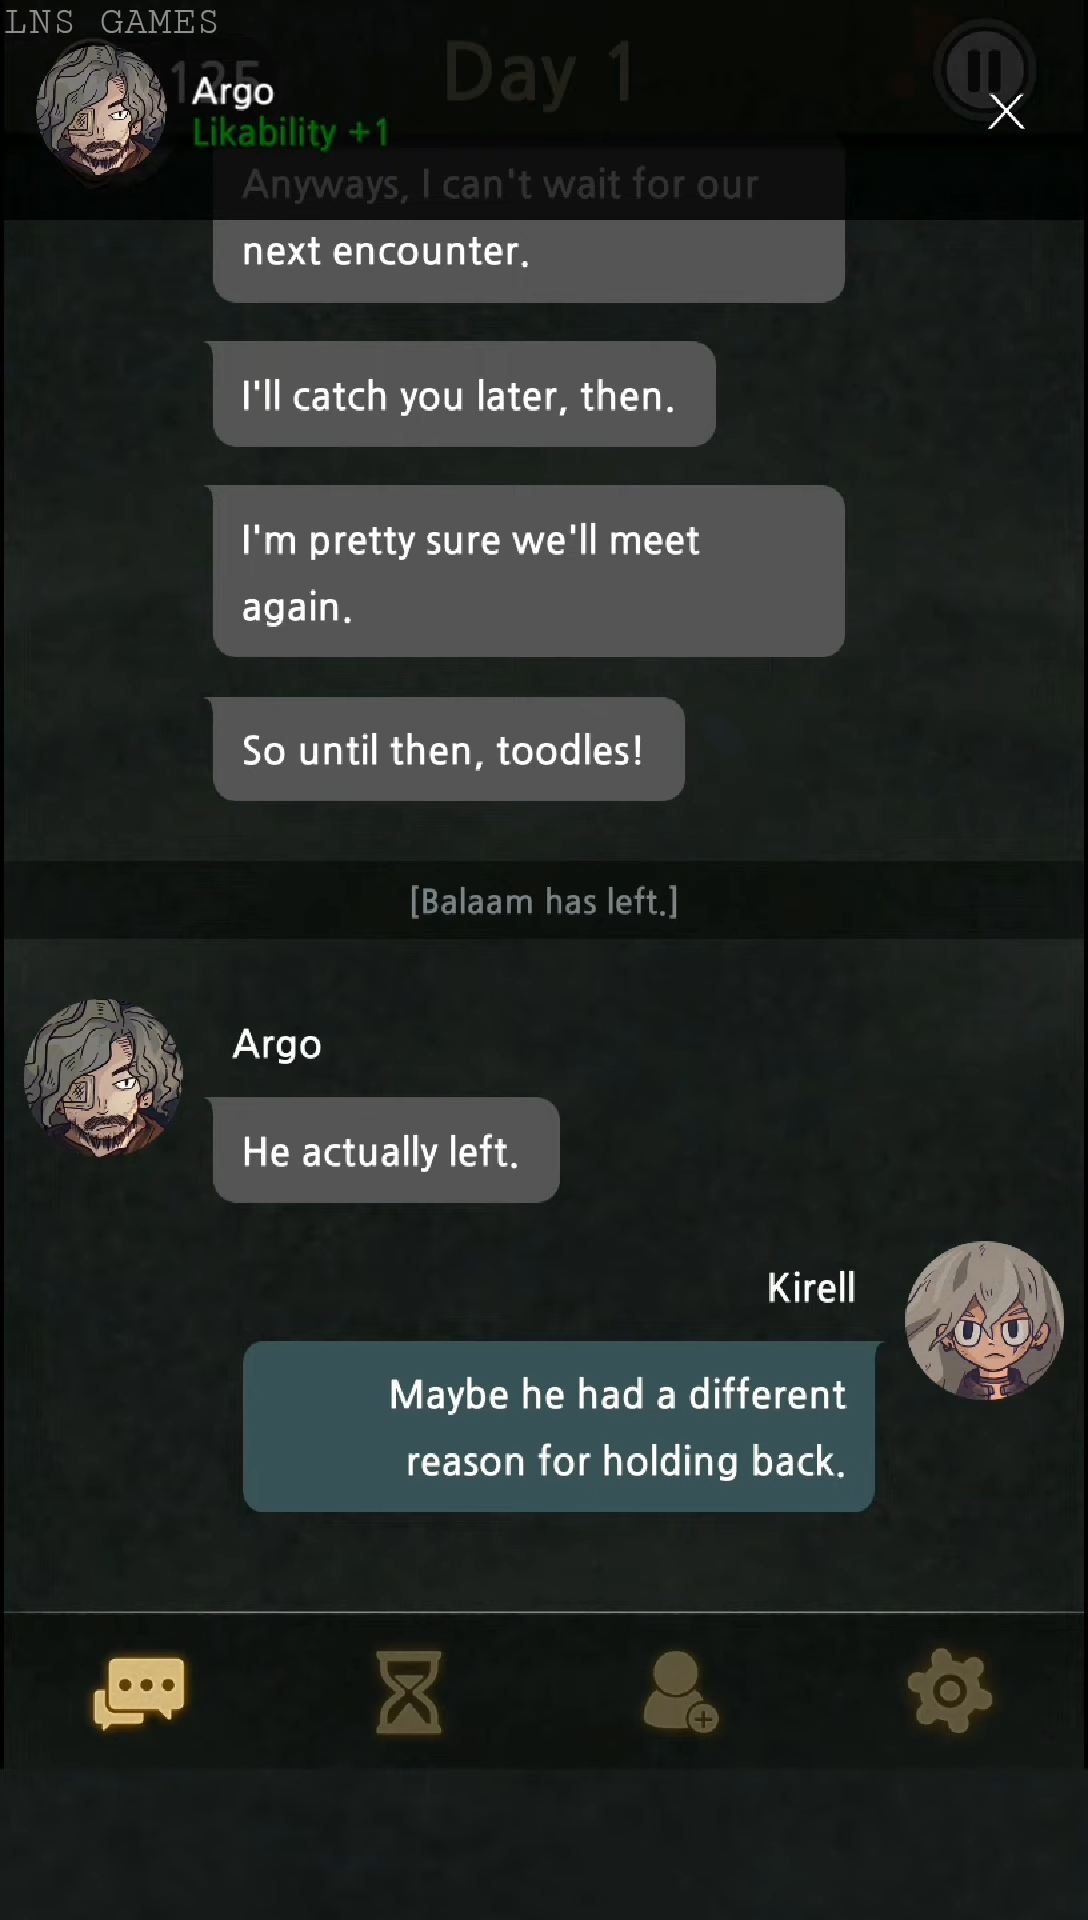 LNS GAMES
125
Day 1
Argo
Likability +1
Anyways, I can't wait for our
next encounter.
I'll catch you later, then.
I'm pretty sure we'll meet
again.
So until then, toodles!
[Balaam has left.]
Argo
He actually left.
Kirell
Maybe he had a different
reason for holding back.